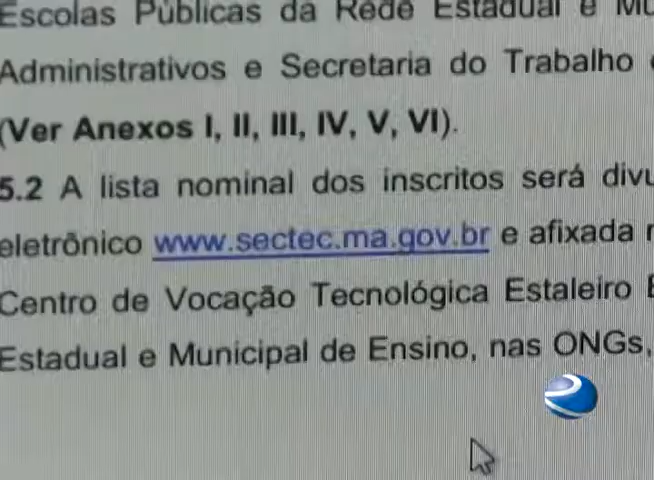 Escolas Públicas da Rede Estadual e
Administrativos e Secretaria do Trabalho
(Ver Anexos I, II, III, IV, V, VI).
5.2 A lista nominal dos inscritos será
eletrônico www.sectec.ma.gov.br e afixada
Centro de Vocação Tecnológica Estaleiro
Estadual e Municipal de Ensino, nas ONGs,